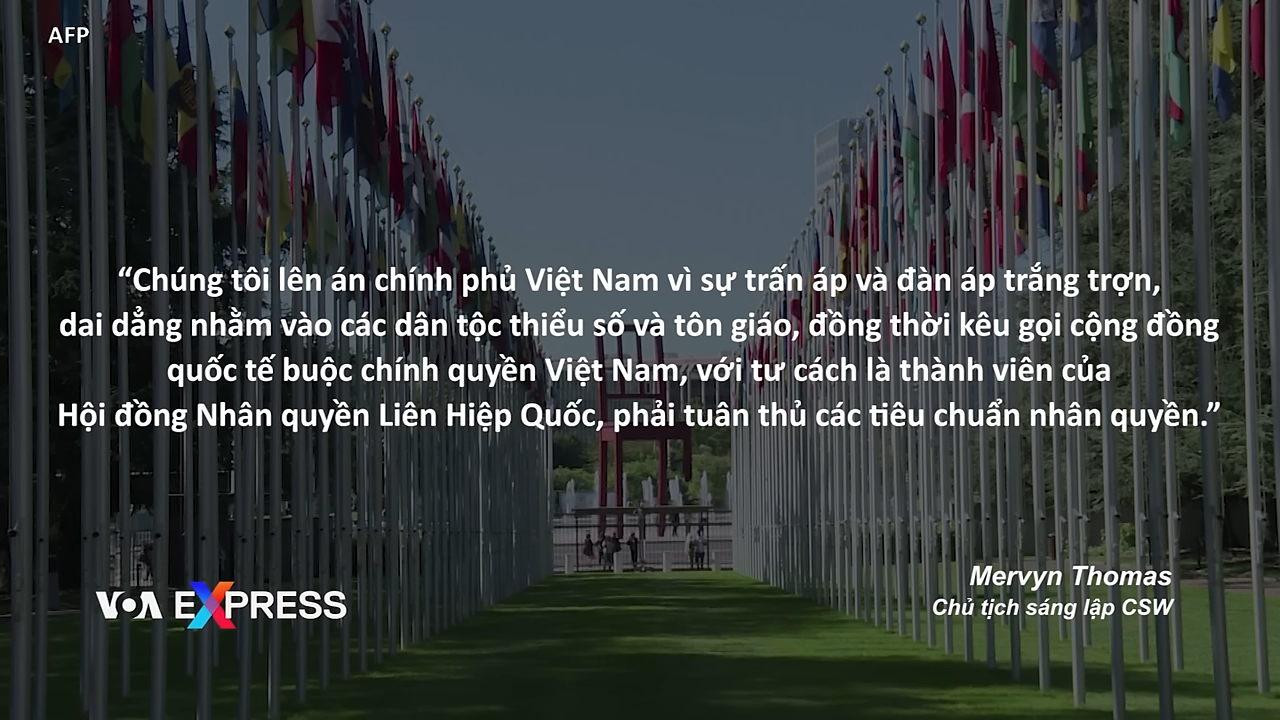 AFP
“Chúng tôi lên án chính phủ Việt Nam vì sự trấn áp và đàn áp trắng trợn,
dai dẳng nhằm vào các dân tộc thiểu số và tôn giáo, đồng thời kêu gọi cộng đồng
quốc tế buộc chính quyền Việt Nam, với tư cách là thành viên của
Hội đồng Nhân quyền Liên Hiệp Quốc, phải tuân thủ các tiêu chuẩn nhân quyền.”
Mervyn Thomas
Chủ tịch sáng lập CSW
VOA EXPRESS